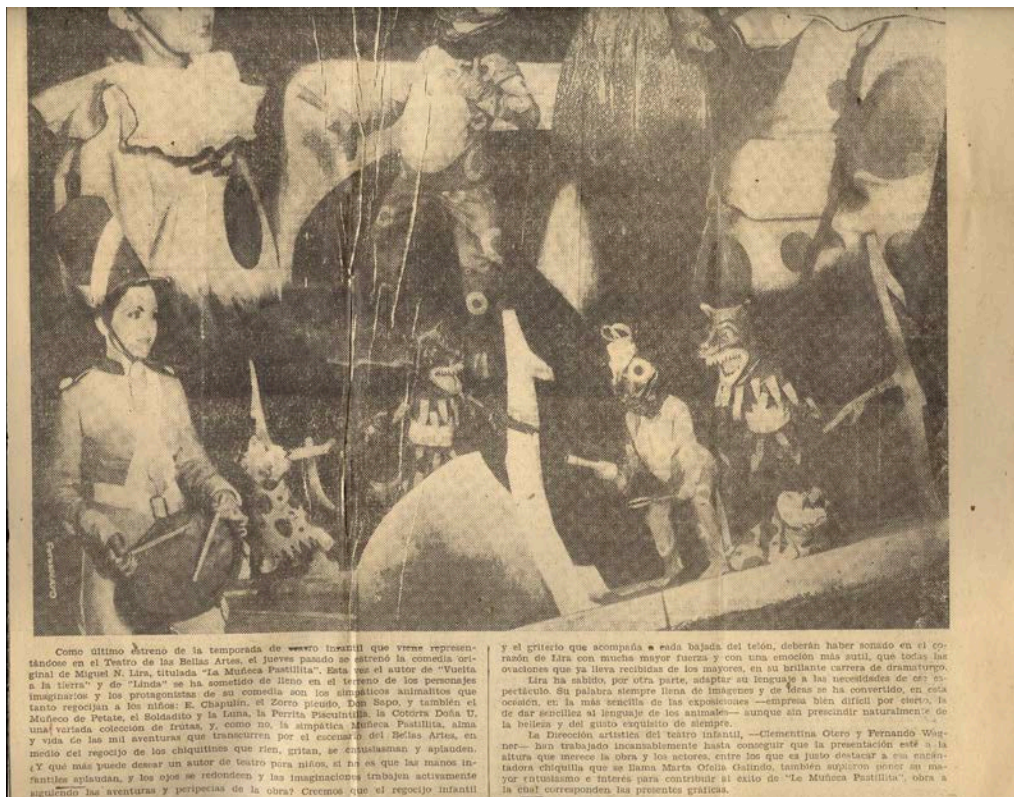 Como último estreno de la temporada de teatro infantil que viene represen-
tándose en el Teatro de las Bellas Artes, el jueves pasado se estrenó la comedia ori-
ginal de Miguel N. Lira, titulada "La Muñeca Pastillita". Esta vez el autor de "Vuelta
a la tierra" y de "Linda" se ha sometido de lleno en el terreno de los personajes
imaginarios y los protagonistas de su comedia son los simpáticos animalitos que
tanto regocijan a los niños: E. Chapulín, el Zorro picudo, Don Sapo, y también el
Muñeco de Petate, el Soldadito y la Luna, la Perrita Piscuintilla, la Cotorra Doña U,
una variada colección de frutas, y, como no, la simpática Muñeca Pastillita, alma
y vida de las mil aventuras que transcurren por el escenario del Bellas Artes, en
medio del regocijo de los chiquitines que ríen, gritan, se entusiasman y aplauden.
¿Y qué más puede desear un autor de teatro para niños, si no es que las manos in-
fantiles aplaudan, y los ojos se redondeen y las imaginaciones trabajen activamente
siguiendo las aventuras y peripecias de la obra? Creemos que el regocijo infantil
y el griterío que acompaña a cada bajada del telón, deberán haber sonado en el co-
razón de Lira con mucha mayor fuerza y con una emoción más sutil, que todas las
ovaciones que ya lleva recibidas de los mayores, en su brillante carrera de dramaturgo.
Lira ha sabido, por otra parte, adaptar su lenguaje a las necesidades de es-
pectáculo. Su palabra siempre llena de imágenes y de ideas se ha convertido, en esta
ocasión, en la más sencilla de las exposiciones —empresa bien difícil por cierto, la
de dar sencillez al lenguaje de los animales— aunque sin prescindir naturalmente de
la belleza y del gusto exquisito de siempre.
La Dirección artística del teatro infantil, —Clementina Otero y Fernando Wag-
ner— han trabajado incansablemente hasta conseguir que la presentación esté a la
altura que merece la obra y los actores, entre los que es justo destacar a esa encan-
tadora chiquilla que se llama Marta Ofelia Galindo, también supieron poner su ma-
yor entusiasmo e interés para contribuir al éxito de "Le Muñeca Pastillita", obra a
la cual corresponden las presentes gráficas.